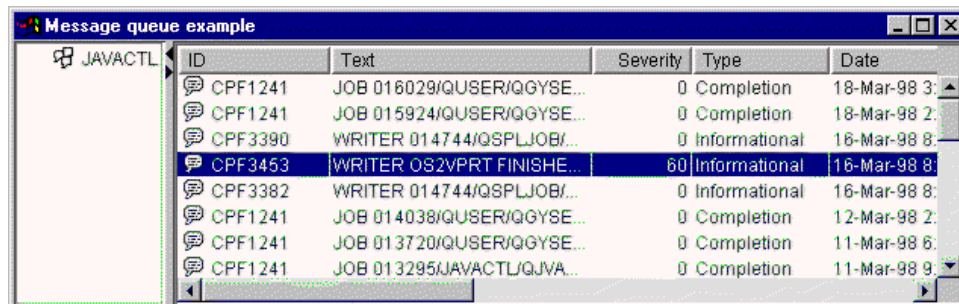 Message queue example
JAVACTL
ID Text Severity Type Date
CPF1241 JOB 016029/QUSER/QGYSE... 0 Completion 18-Mar-98 3:
CPF1241 JOB 015924/QUSER/QGYSE... 0 Completion 18-Mar-98 2:
CPF3390 WRITER 014744/QSPLJOB/... 0 Informational 16-Mar-98 8:
CPF3453 WRITER OS2VPRT FINISHE... 60 Informational 16-Mar-98 8:
CPF3382 WRITER 014744/QSPLJOB/... 0 Informational 16-Mar-98 8:
CPF1241 JOB 014038/QUSER/QGYSE... 0 Completion 12-Mar-98 2:
CPF1241 JOB 013720/QUSER/QGYSE... 0 Completion 11-Mar-98 6:
CPF1241 JOB 013295/JAVACTL/QJVA... 0 Completion 11-Mar-98 9: